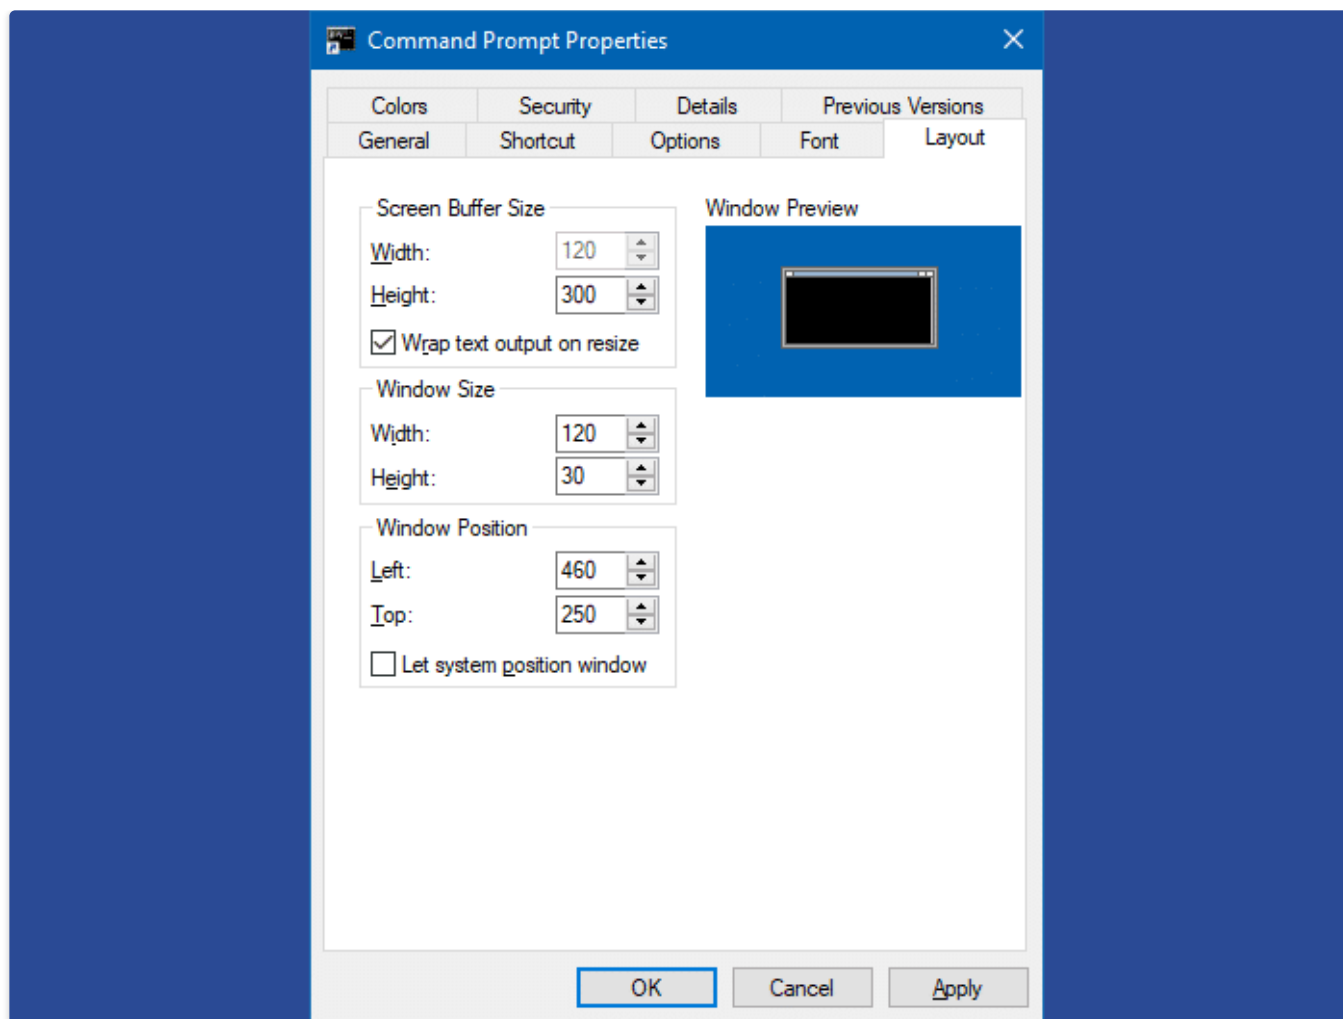 Command Prompt Properties
Colors Security Details Previous Versions
General Shortcut Options Font Layout
Screen Buffer Size
Width: 120
Height: 300
Wrap text output on resize
Window Size
Width: 120
Height: 30
Window Position
Left: 460
Top: 250
Let system position window
Window Preview
OK Cancel Apply